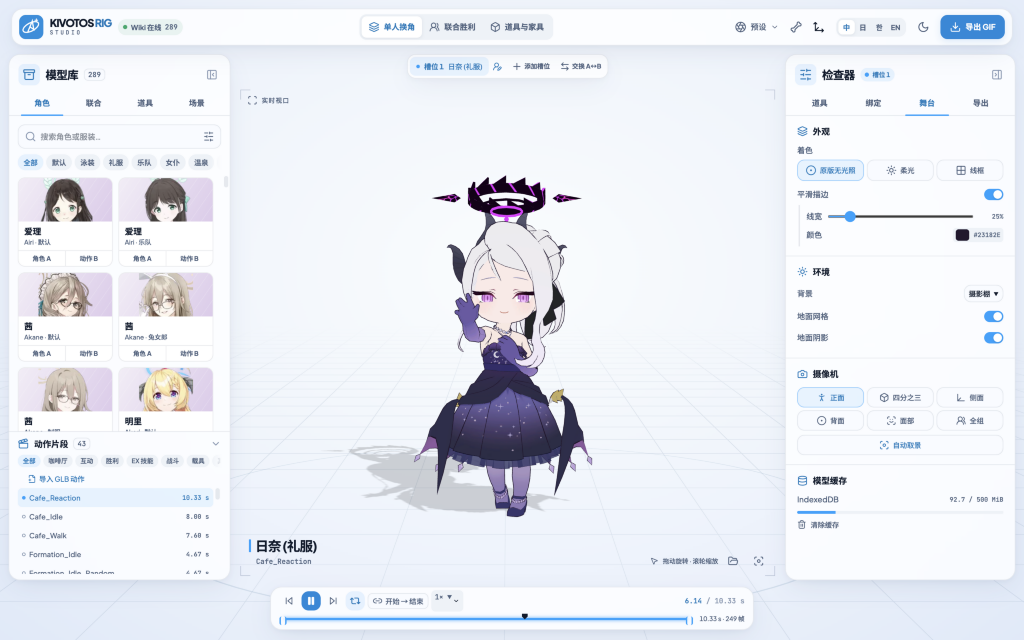 KIVOTOS RIG
STUDIO
Wiki 在线 289
单人换角
联合胜利
道具与家具
预设
中
日
한
EN
导出 GIF
模型库 289
角色
联合
道具
场景
搜索角色或服装...
全部
默认
泳装
礼服
乐队
女仆
温泉
爱理
Airi · 默认
角色 A
动作 B
爱理
Airi · 乐队
角色 A
动作 B
茜
Akane · 默认
角色 A
动作 B
茜
Akane · 兔女郎
角色 A
动作 B
茜
明里
动作片段 43
全部
咖啡厅
互动
胜利
EX 技能
战斗
载具
导入 GLB 动作
Cafe_Reaction 10.33 s
Cafe_Idle 8.00 s
Cafe_Walk 7.60 s
Formation_Idle 4.67 s
Formation_Idle_Random 4.67 s
槽位 1 日奈 (礼服)
添加槽位
交换 A↔B
实时视口
日奈 (礼服)
Cafe_Reaction
拖动旋转 · 滚轮缩放
开始 → 结束
1×
6.14 / 10.33 s
10.33 s · 249 帧
检查器
槽位 1
道具
绑定
舞台
导出
外观
着色
原版无光照
柔光
线框
平滑描边
线宽 25%
颜色 #23182E
环境
背景 摄影棚
地面网格
地面阴影
摄像机
正面
四分之三
侧面
背面
面部
全组
自动取景
模型缓存
IndexedDB 92.7 / 500 MiB
清除缓存